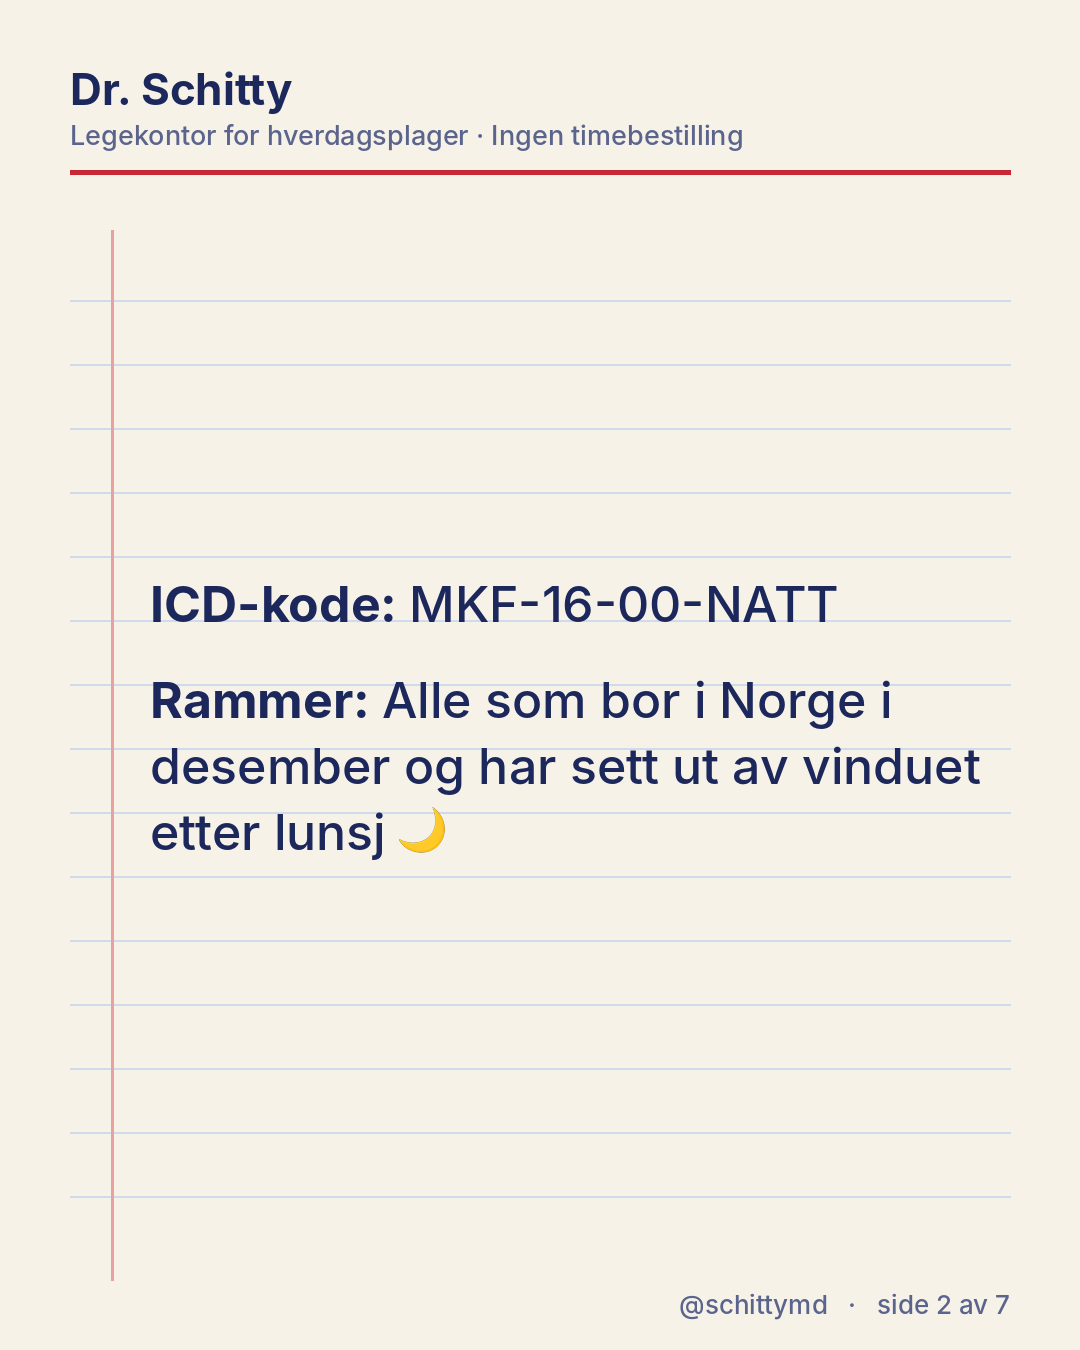 Dr. Schitty
Legekontor for hverdagsplager · Ingen timebestilling
ICD-kode: MKF-16-00-NATT
Rammer: Alle som bor i Norge i
desember og har sett ut av vinduet
etter lunsj 🌙
@schittymd · side 2 av 7